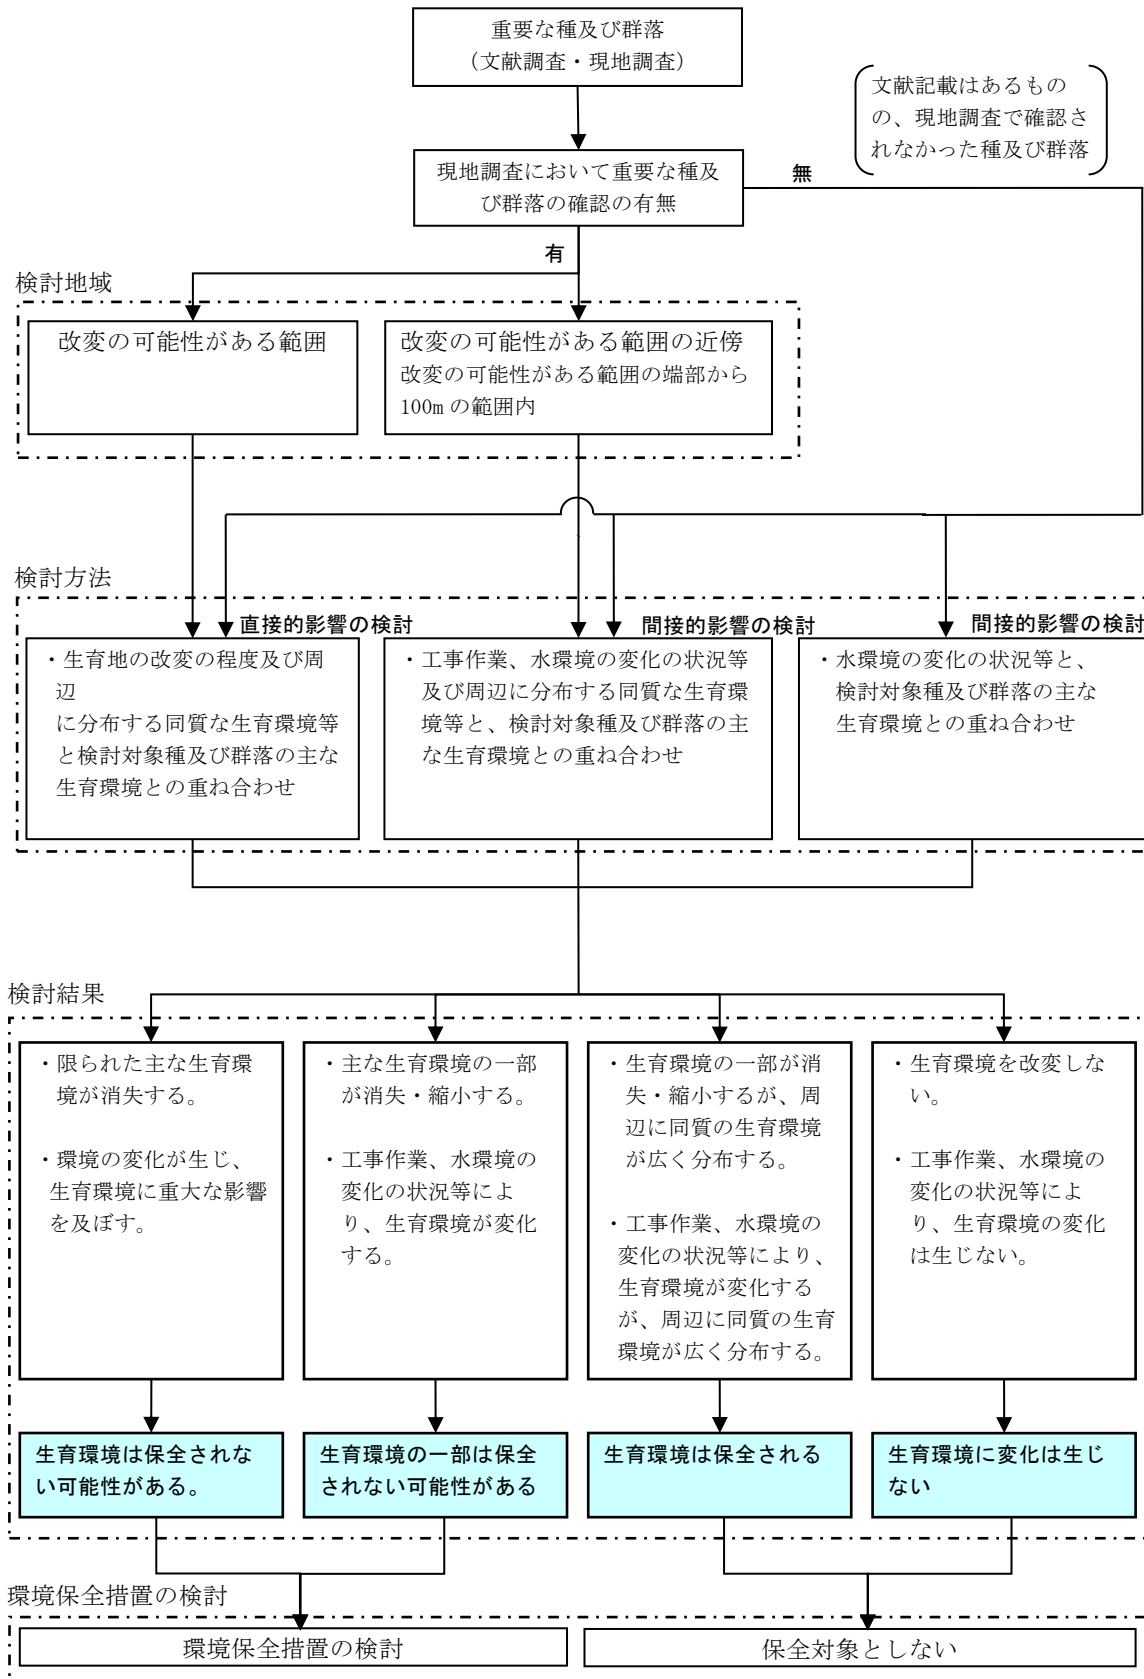 重要な種及び群落
（文献調査・現地調査）
文献記載はあるもの
の、現地調査で確認さ
れなかった種及び群落
現地調査において重要な種及
び群落の確認の有無
無
有
検討地域
改変の可能性がある範囲
改変の可能性がある範囲の近傍
改変の可能性がある範囲の端部から
100m の範囲内
検討方法
直接的影響の検討
・生育地の改変の程度及び周
辺
に分布する同質な生育環境等
と検討対象種及び群落の主な
生育環境との重ね合わせ
間接的影響の検討
・工事作業、水環境の変化の状況等
及び周辺に分布する同質な生育環
境等と、検討対象種及び群落の主
な生育環境との重ね合わせ
間接的影響の検討
・水環境の変化の状況等と、
検討対象種及び群落の主な
生育環境との重ね合わせ
検討結果
・限られた主な生育環
境が消失する。
・環境の変化が生じ、
生育環境に重大な影響
を及ぼす。
・主な生育環境の一部
が消失・縮小する。
・工事作業、水環境の
変化の状況等によ
り、生育環境が変化
する。
・生育環境の一部が消
失・縮小するが、周
辺に同質の生育環境
が広く分布する。
・工事作業、水環境の
変化の状況等により、
生育環境が変化する
が、周辺に同質の生育
環境が広く分布する。
・生育環境を改変しな
い。
・工事作業、水環境の
変化の状況等によ
り、生育環境の変化
は生じない。
生育環境は保全されな
い可能性がある。
生育環境の一部は保全
されない可能性がある
生育環境は保全される
生育環境に変化は生じ
ない
環境保全措置の検討
環境保全措置の検討
保全対象としない